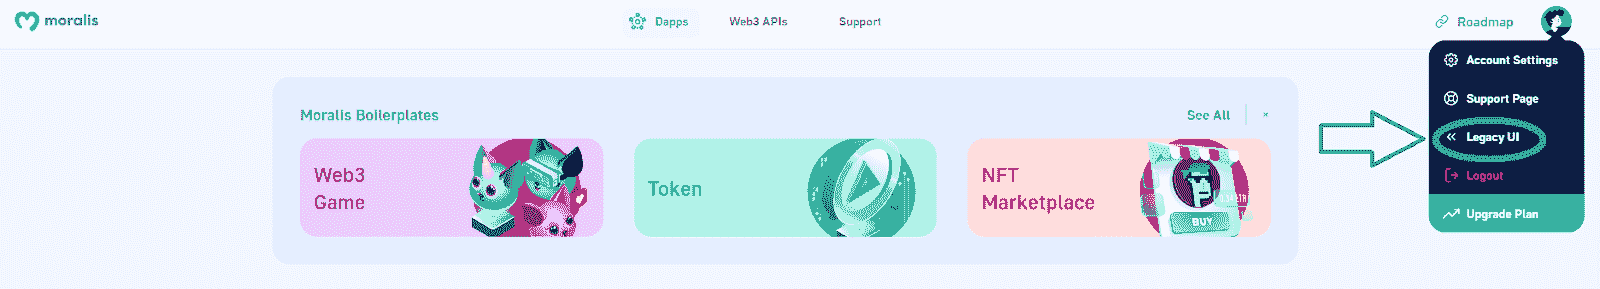 moralis
Dapps
Web3 APIs
Support
Roadmap
Account Settings
Support Page
Legacy UI
Logout
Upgrade Plan
Moralis Boilerplates
See All
×
Web3
Game
Token
NFT
Marketplace
BUY